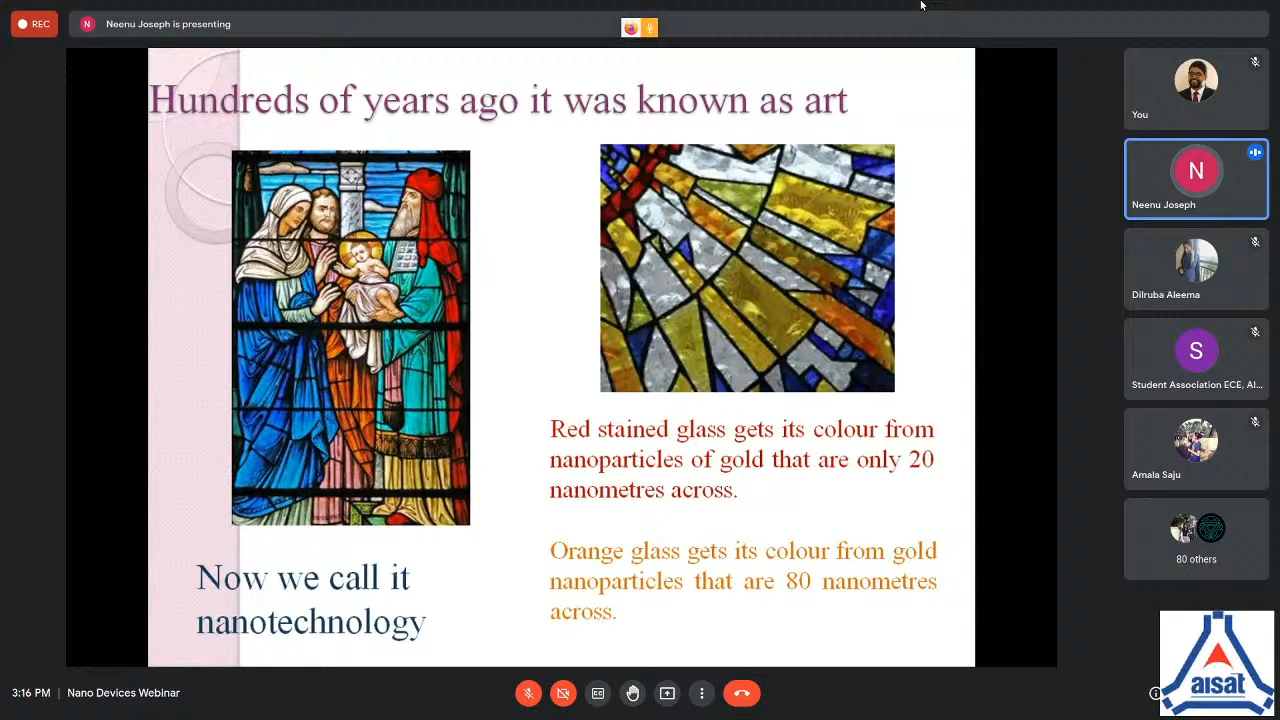 REC
N
Neenu Joseph is presenting
Hundreds of years ago it was known as art
Red stained glass gets its colour from
nanoparticles of gold that are only 20
nanometres across.
Orange glass gets its colour from gold
nanoparticles that are 80 nanometres
across.
Now we call it
nanotechnology
You
N
Neenu Joseph
Dilruba Aleema
S
Student Association ECE, AI...
Amala Saju
80 others
aisat
3:16 PM | Nano Devices Webinar
CC